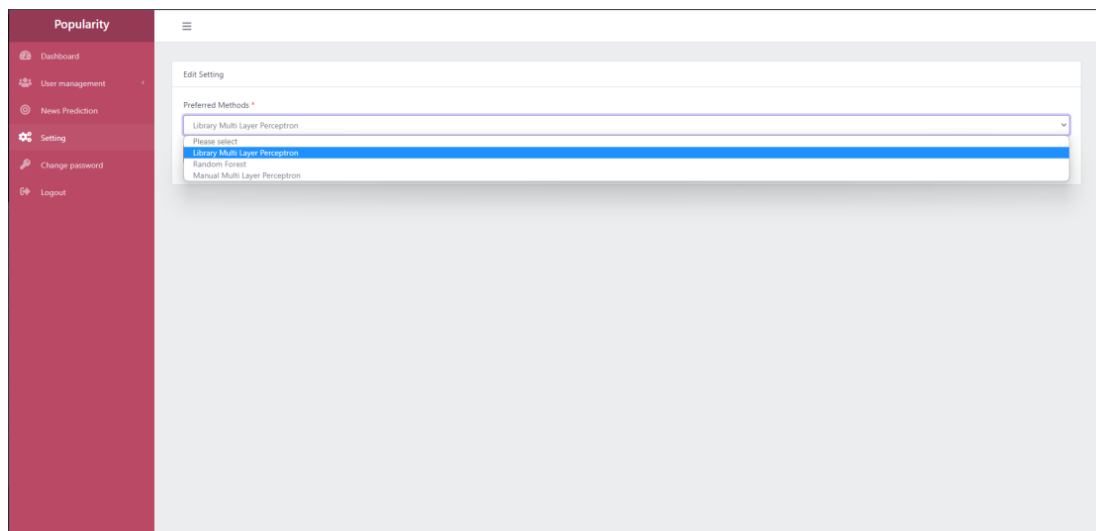 Popularity
Dashboard
User management
News Prediction
Setting
Change password
Logout
Edit Setting
Preferred Methods *
Library Multi Layer Perceptron
Please select
Library Multi Layer Perceptron
Random Forest
Manual Multi Layer Perceptron